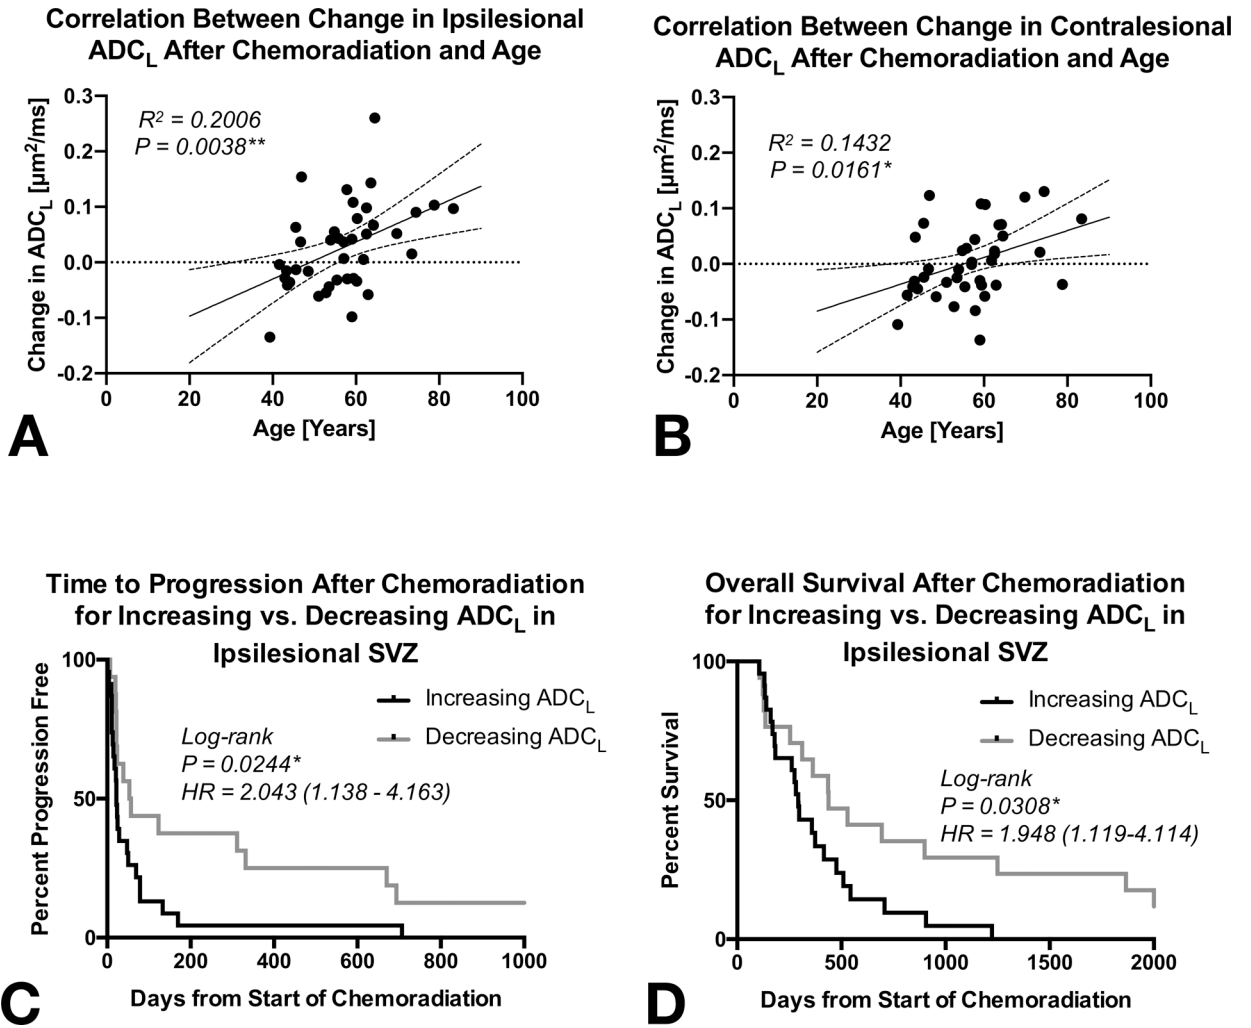 Correlation Between Change in Ipsilesional
ADCL After Chemoradiation and Age
R² = 0.2006
P = 0.0038**
Change in ADCL [µm²/ms]
0.3
0.2
0.1
0.0
-0.1
-0.2
0 20 40 60 80 100
Age [Years]
A
Correlation Between Change in Contralesional
ADCL After Chemoradiation and Age
R² = 0.1432
P = 0.0161*
Change in ADCL [µm²/ms]
0.3
0.2
0.1
0.0
-0.1
-0.2
0 20 40 60 80 100
Age [Years]
B
Time to Progression After Chemoradiation
for Increasing vs. Decreasing ADCL in
Ipsilesional SVZ
Increasing ADCL
Decreasing ADCL
Log-rank
P = 0.0244*
HR = 2.043 (1.138 - 4.163)
Percent Progression Free
100
50
0
0 200 400 600 800 1000
Days from Start of Chemoradiation
C
Overall Survival After Chemoradiation
for Increasing vs. Decreasing ADCL in
Ipsilesional SVZ
Increasing ADCL
Decreasing ADCL
Log-rank
P = 0.0308*
HR = 1.948 (1.119-4.114)
Percent Survival
100
50
0
0 500 1000 1500 2000
Days from Start of Chemoradiation
D